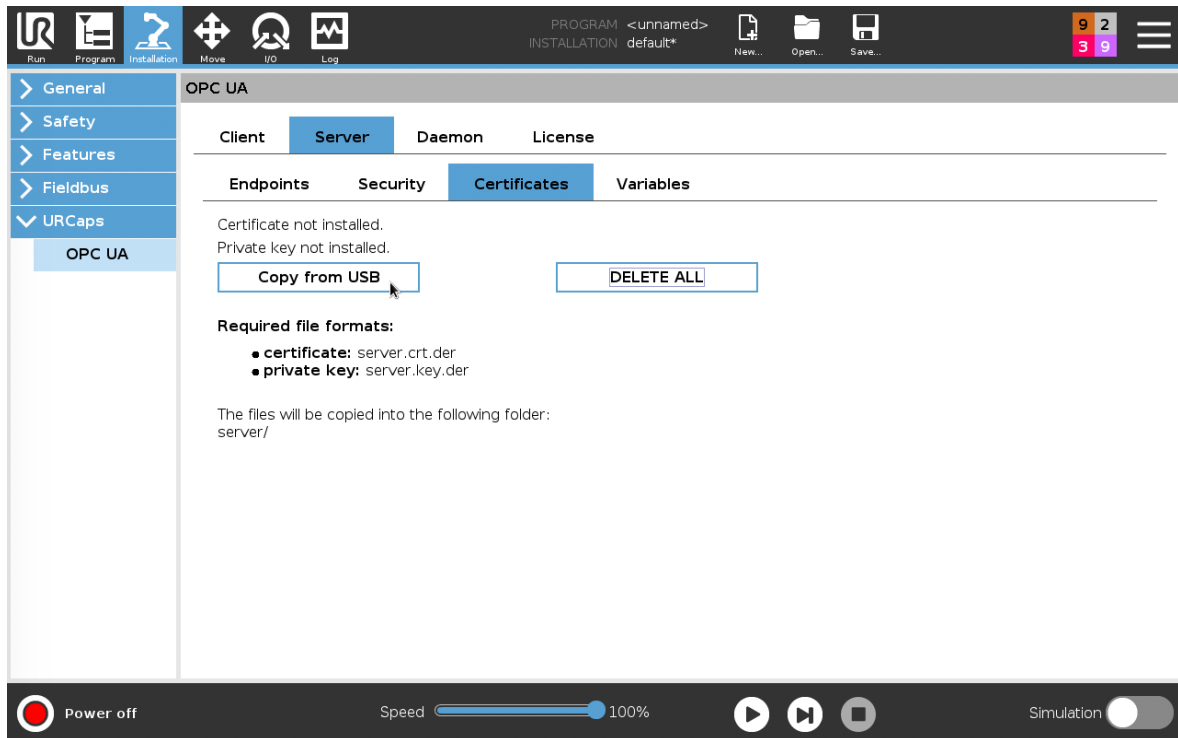 UR
PROGRAM <unnamed>
INSTALLATION default*
Run Program Installation Move I/O Log New... Open... Save...
9 2
3 9
General
Safety
Features
Fieldbus
URCaps
OPC UA
OPC UA
Client Server Daemon License
Endpoints Security Certificates Variables
Certificate not installed.
Private key not installed.
Copy from USB DELETE ALL
Required file formats:
certificate: server.crt.der
private key: server.key.der
The files will be copied into the following folder:
server/
Power off Speed 100% Simulation